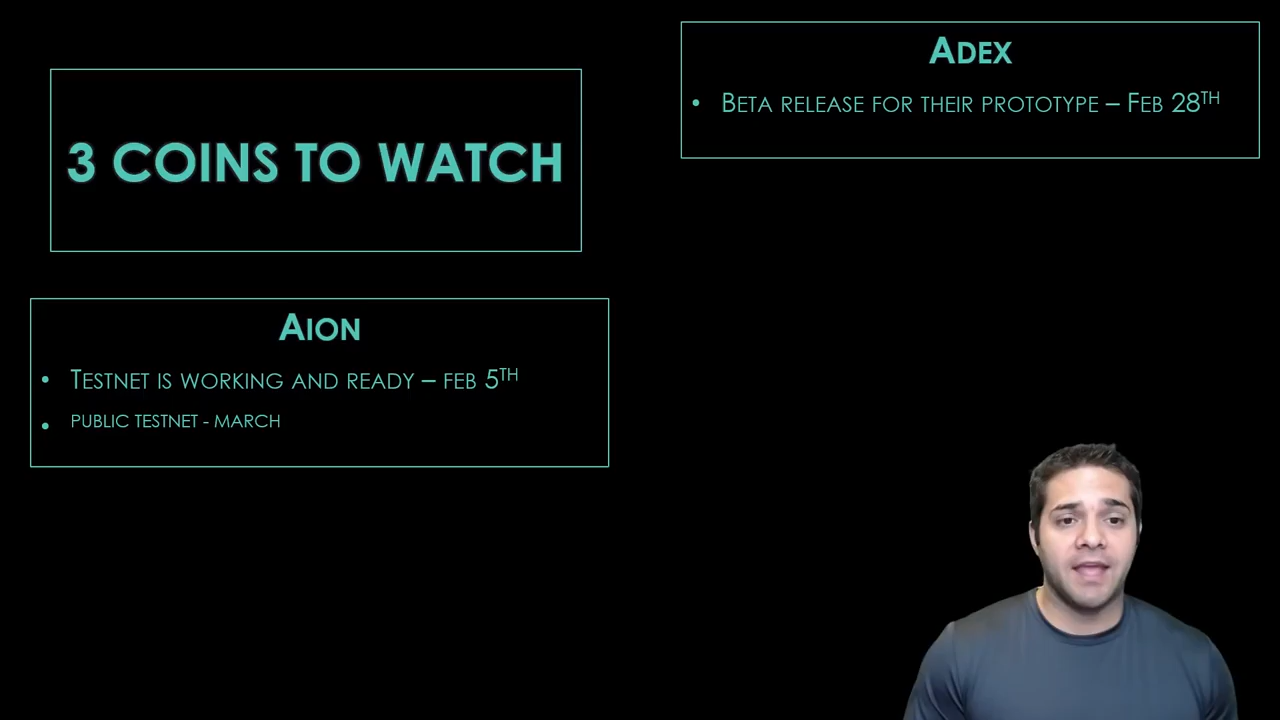 3 COINS TO WATCH
AION
• TESTNET IS WORKING AND READY – FEB 5TH
• PUBLIC TESTNET - MARCH
ADEX
• BETA RELEASE FOR THEIR PROTOTYPE – FEB 28TH